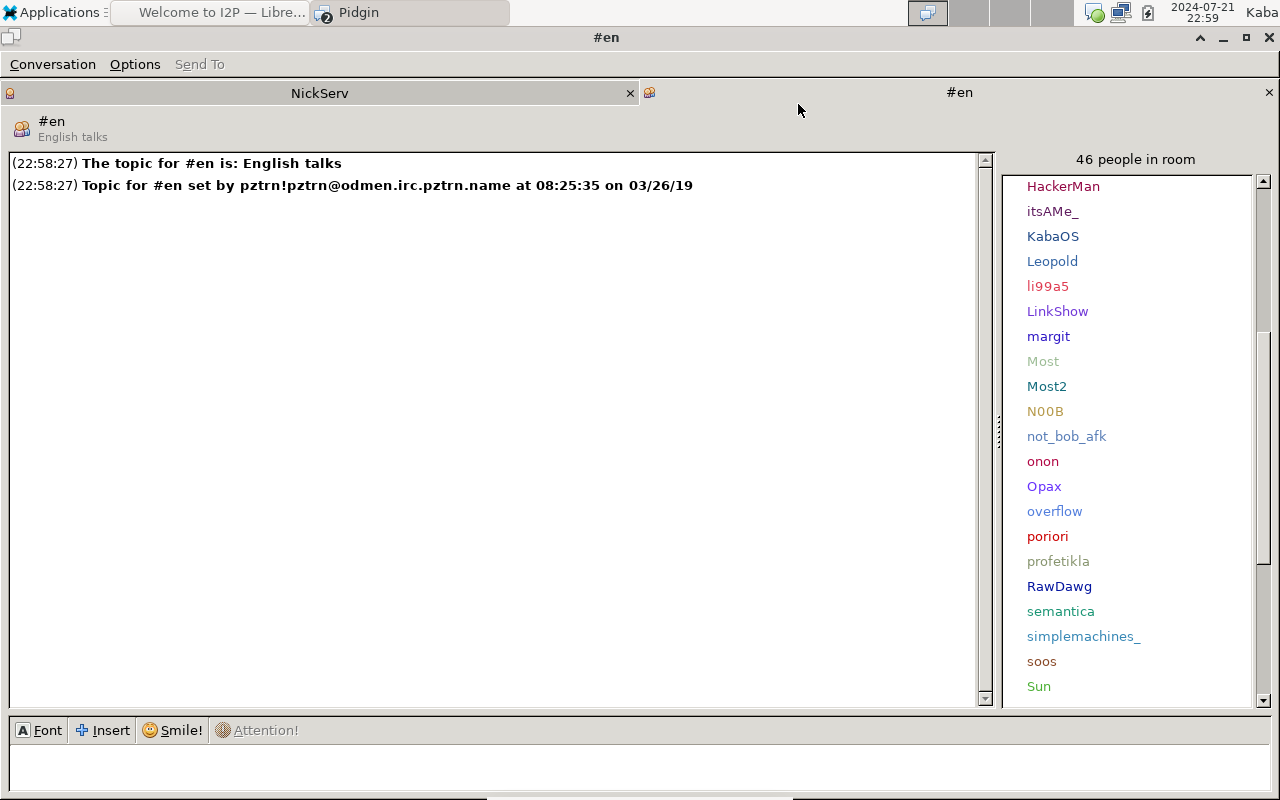 Applications
Welcome to I2P — Libre...
2
Pidgin
2024-07-21
22:59
Kaba
#en
Conversation Options Send To
NickServ
#en
#en
English talks
(22:58:27) The topic for #en is: English talks
(22:58:27) Topic for #en set by pztrn!pztrn@odmen.irc.pztrn.name at 08:25:35 on 03/26/19
46 people in room
HackerMan
itsAMe_
KabaOS
Leopold
li99a5
LinkShow
margit
Most
Most2
N00B
not_bob_afk
onon
Opax
overflow
poriori
profetikla
RawDawg
semantica
simplemachines_
soos
Sun
A Font Insert Smile! Attention!